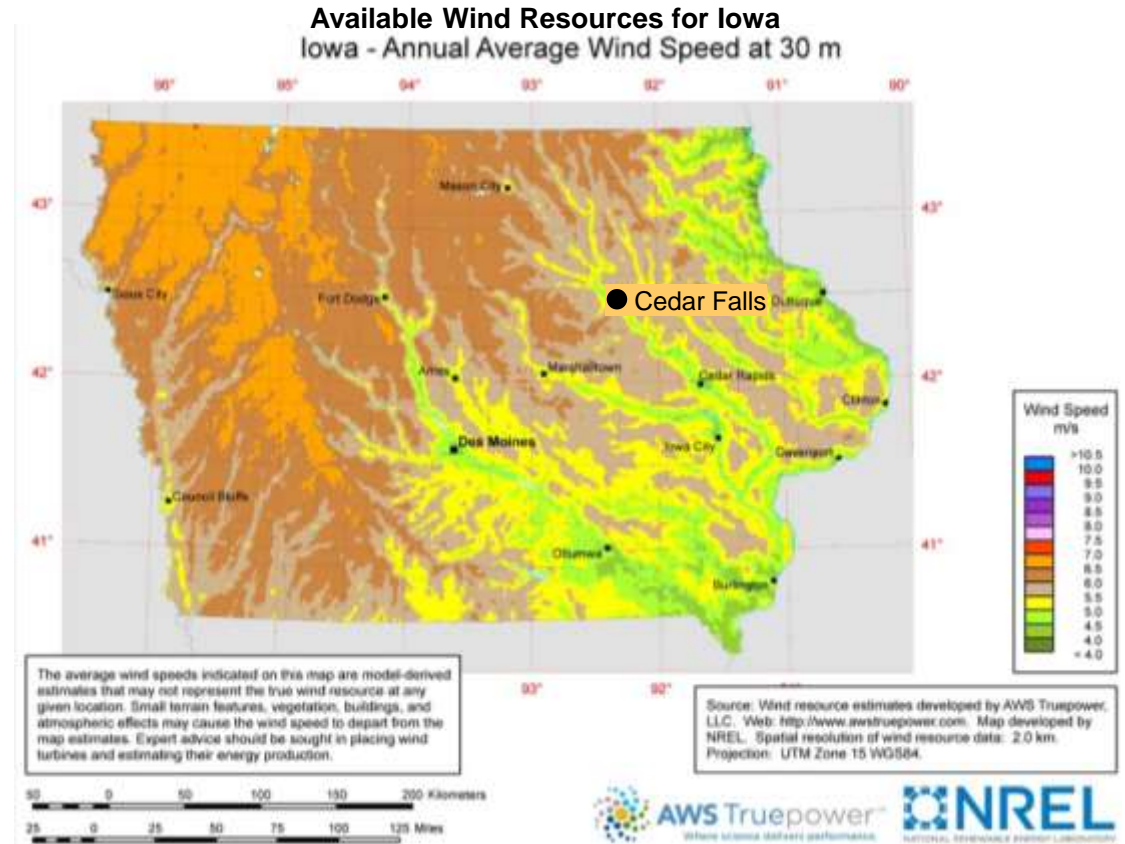 Available Wind Resources for Iowa
Iowa - Annual Average Wind Speed at 30 m
96° 95° 94° 93° 92° 91° 90°
Mason City
43° 43°
Sioux City
Fort Dodge
Cedar Falls
Dubuque
42° 42°
Ames
Marshalltown
Cedar Rapids
Clinton
Des Moines
Iowa City
Davenport
Council Bluffs
41° 41°
Ottumwa
Burlington
93° 92°
Wind Speed
m/s
>10.5
10.0
9.5
9.0
8.5
8.0
7.5
7.0
6.5
6.0
5.5
5.0
4.5
4.0
< 4.0
The average wind speeds indicated on this map are model-derived
estimates that may not represent the true wind resource at any
given location. Small terrain features, vegetation, buildings, and
atmospheric effects may cause the wind speed to depart from the
map estimates. Expert advice should be sought in placing wind
turbines and estimating their energy production.
Source: Wind resource estimates developed by AWS Truepower,
LLC. Web: http://www.awstruepower.com. Map developed by
NREL. Spatial resolution of wind resource data: 2.0 km.
Projection: UTM Zone 15 WGS84.
50 0 50 100 150 200 Kilometers
25 0 25 50 75 100 125 Miles
AWS Truepower
Where science delivers performance.
NREL
NATIONAL RENEWABLE ENERGY LABORATORY